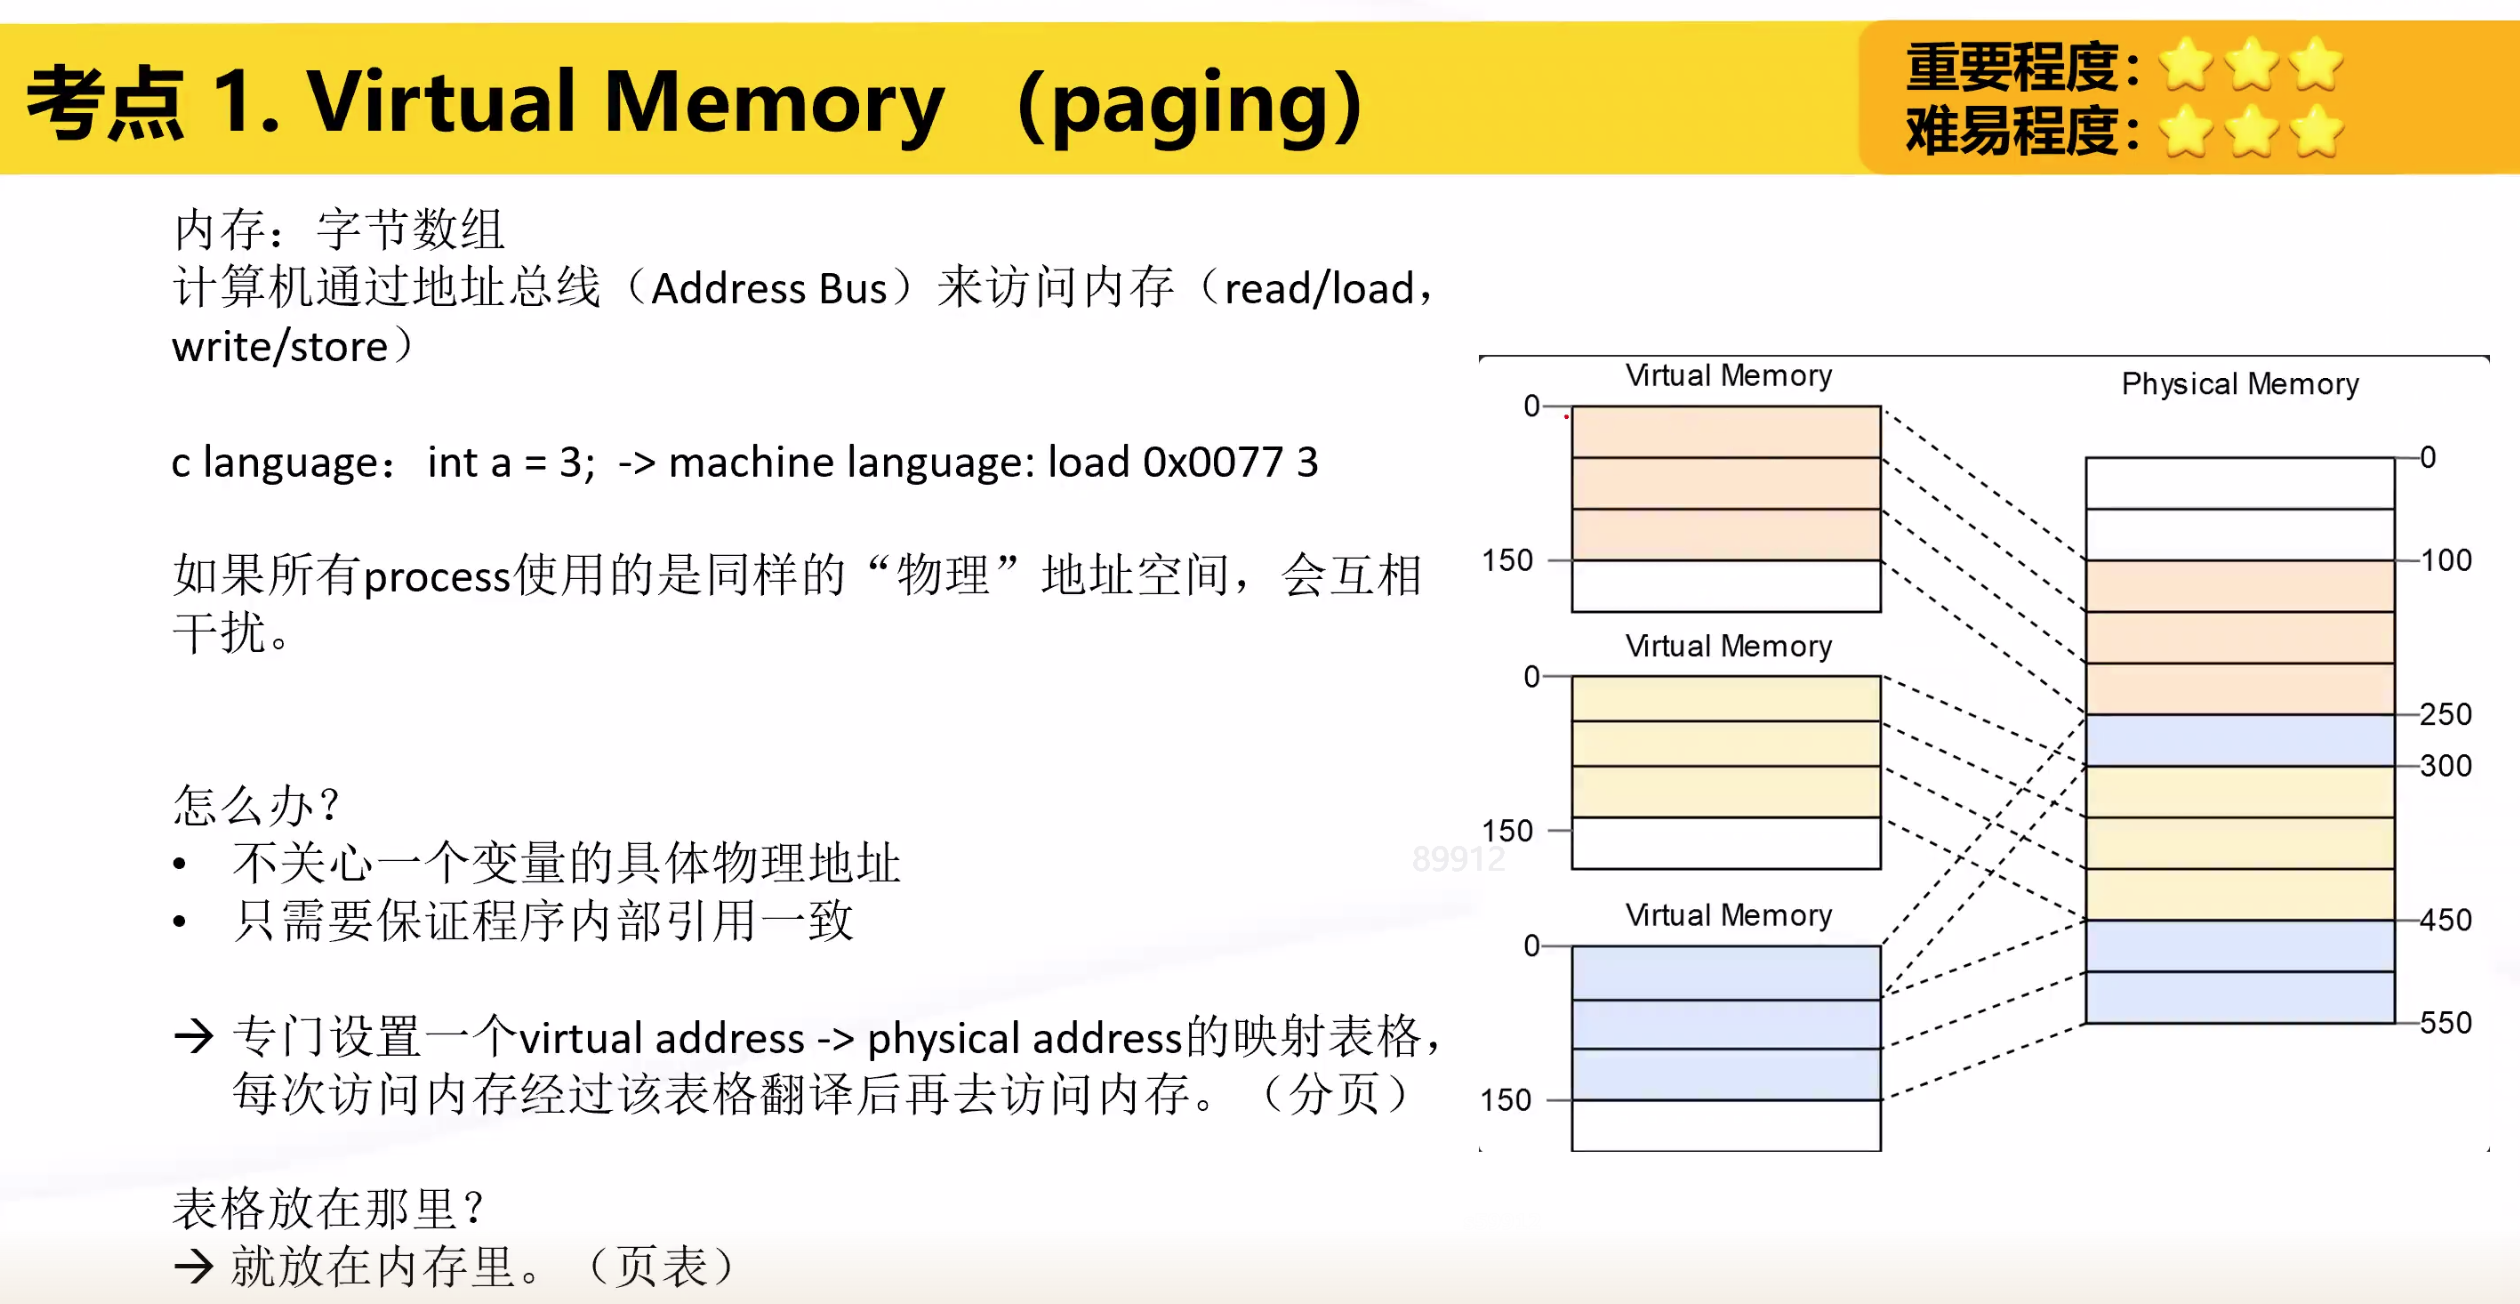 考点 1. Virtual Memory （paging）
重要程度：
难易程度：
内存：字节数组
计算机通过地址总线（Address Bus）来访问内存（read/load，
write/store）
c language： int a = 3;  -> machine language: load 0x0077 3
如果所有process使用的是同样的“物理”地址空间，会互相
干扰。
怎么办？
• 不关心一个变量的具体物理地址
• 只需要保证程序内部引用一致
→ 专门设置一个virtual address -> physical address的映射表格，
每次访问内存经过该表格翻译后再去访问内存。（分页）
表格放在那里？
→ 就放在内存里。（页表）
Virtual Memory
0
150
Virtual Memory
0
150
Virtual Memory
0
150
Physical Memory
0
100
250
300
450
550
89912